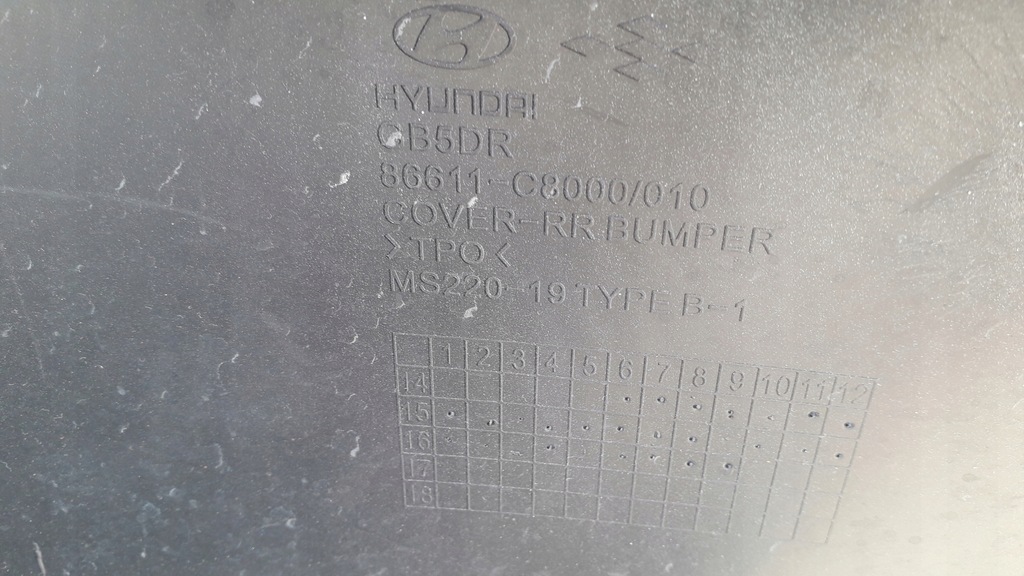 HYUNDAI
GB5DR
86611-C8000/010
COVER-RR BUMPER
>TPO<
MS220-19 TYPE B-1
1 2 3 4 5 6 7 8 9 10 11 12
14
15
16
17
18